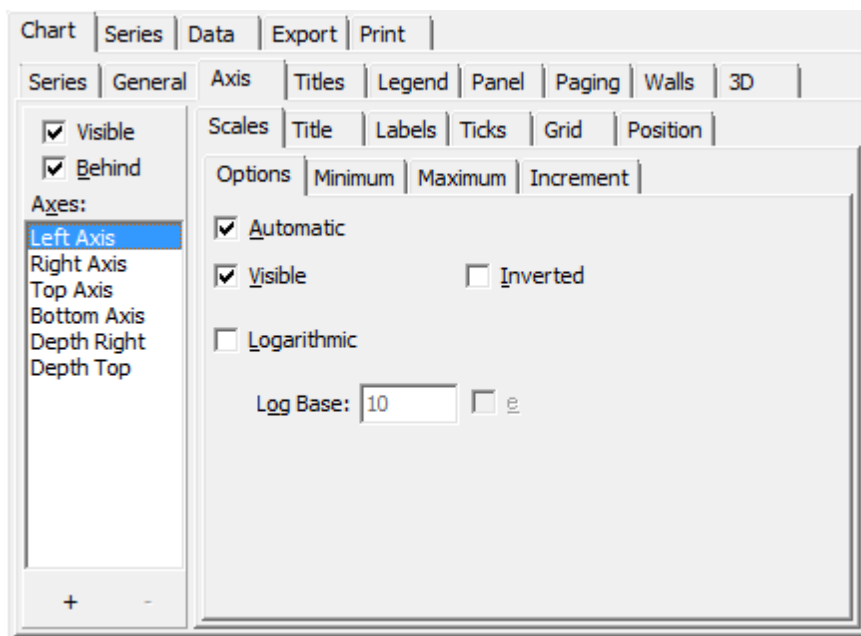 Chart Series Data Export Print
Series General Axis Titles Legend Panel Paging Walls 3D
Visible
Behind
Axes:
Left Axis
Right Axis
Top Axis
Bottom Axis
Depth Right
Depth Top
+ -
Scales Title Labels Ticks Grid Position
Options Minimum Maximum Increment
Automatic
Visible Inverted
Logarithmic
Log Base: 10 e